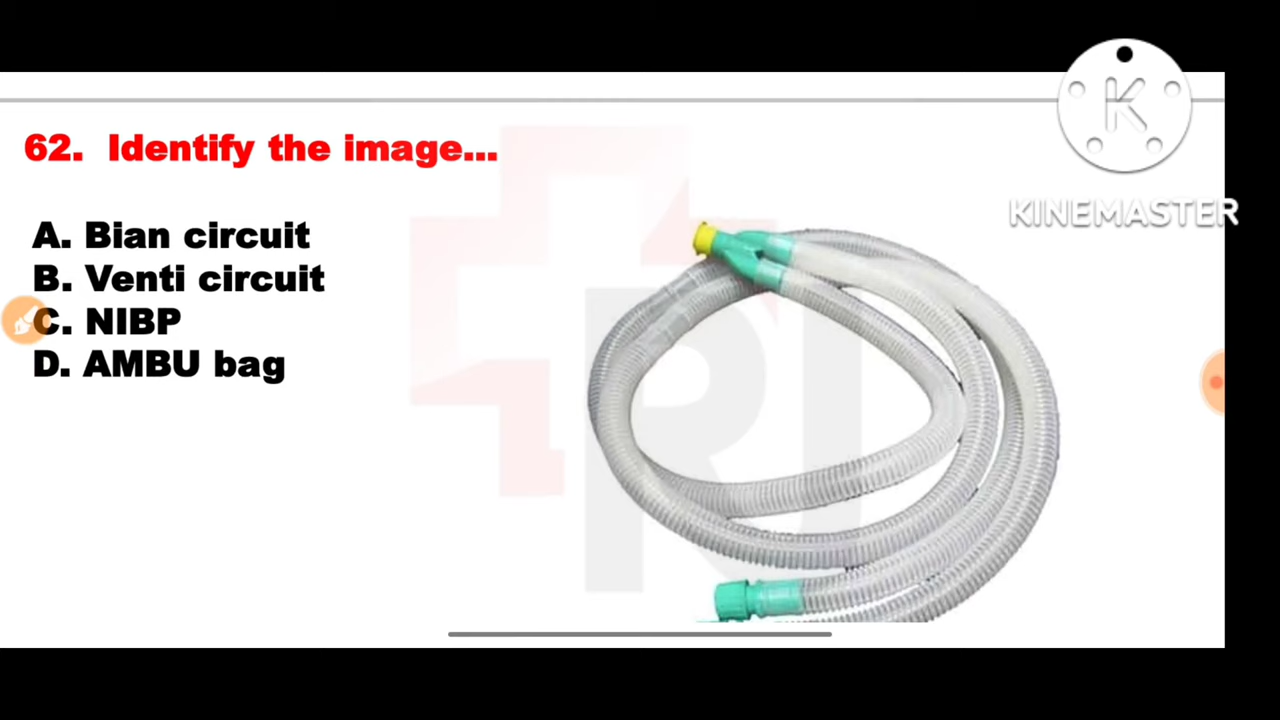 62. Identify the image...
A. Bian circuit
B. Venti circuit
C. NIBP
D. AMBU bag
KINEMASTER